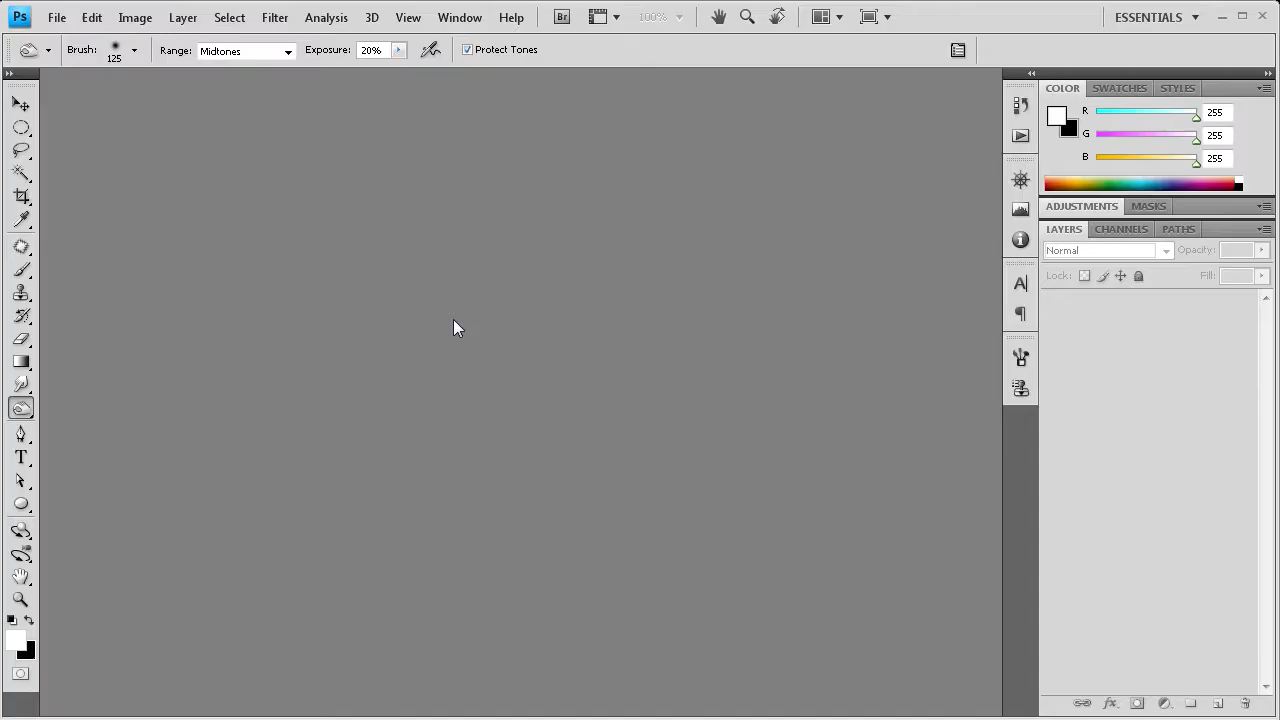 Ps File Edit Image Layer Select Filter Analysis 3D View Window Help Br 100% ESSENTIALS
Brush: 125 Range: Midtones Exposure: 20% Protect Tones
COLOR SWATCHES STYLES
R 255
G 255
B 255
ADJUSTMENTS MASKS
LAYERS CHANNELS PATHS
Normal Opacity:
Lock: Fill: